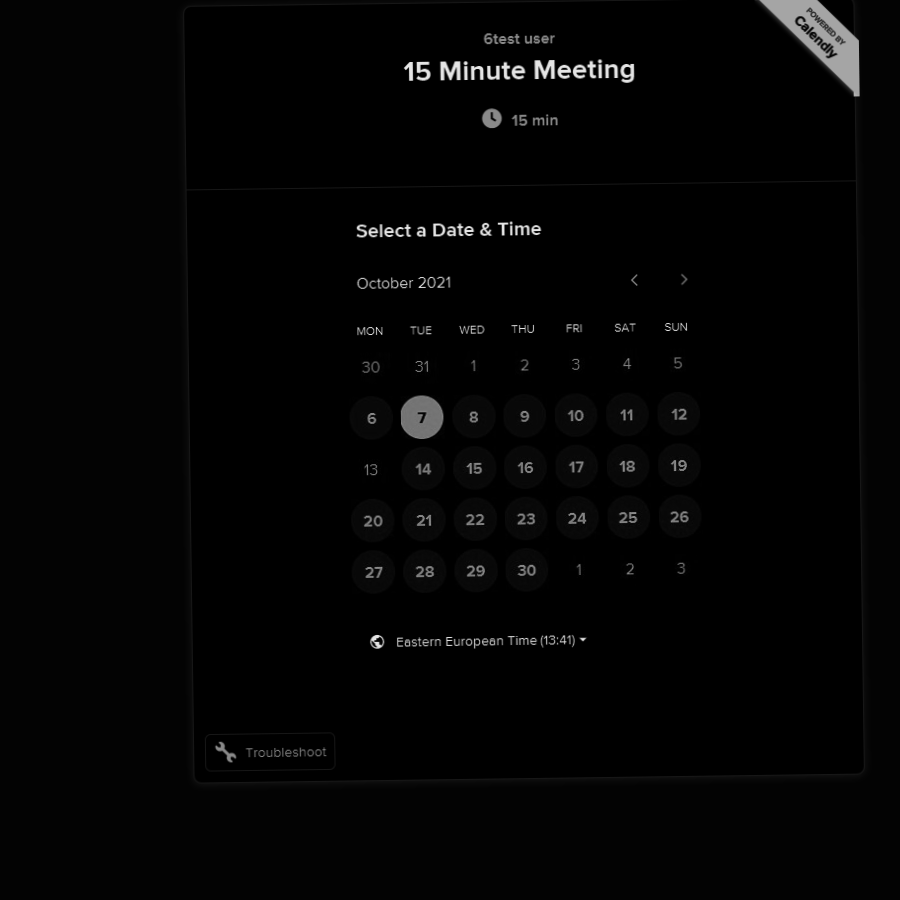 POWERED BY
Calendly
6test user
15 Minute Meeting
15 min
Select a Date & Time
October 2021
MON TUE WED THU FRI SAT SUN
30 31 1 2 3 4 5
6 7 8 9 10 11 12
13 14 15 16 17 18 19
20 21 22 23 24 25 26
27 28 29 30 1 2 3
Eastern European Time (13:41)
Troubleshoot